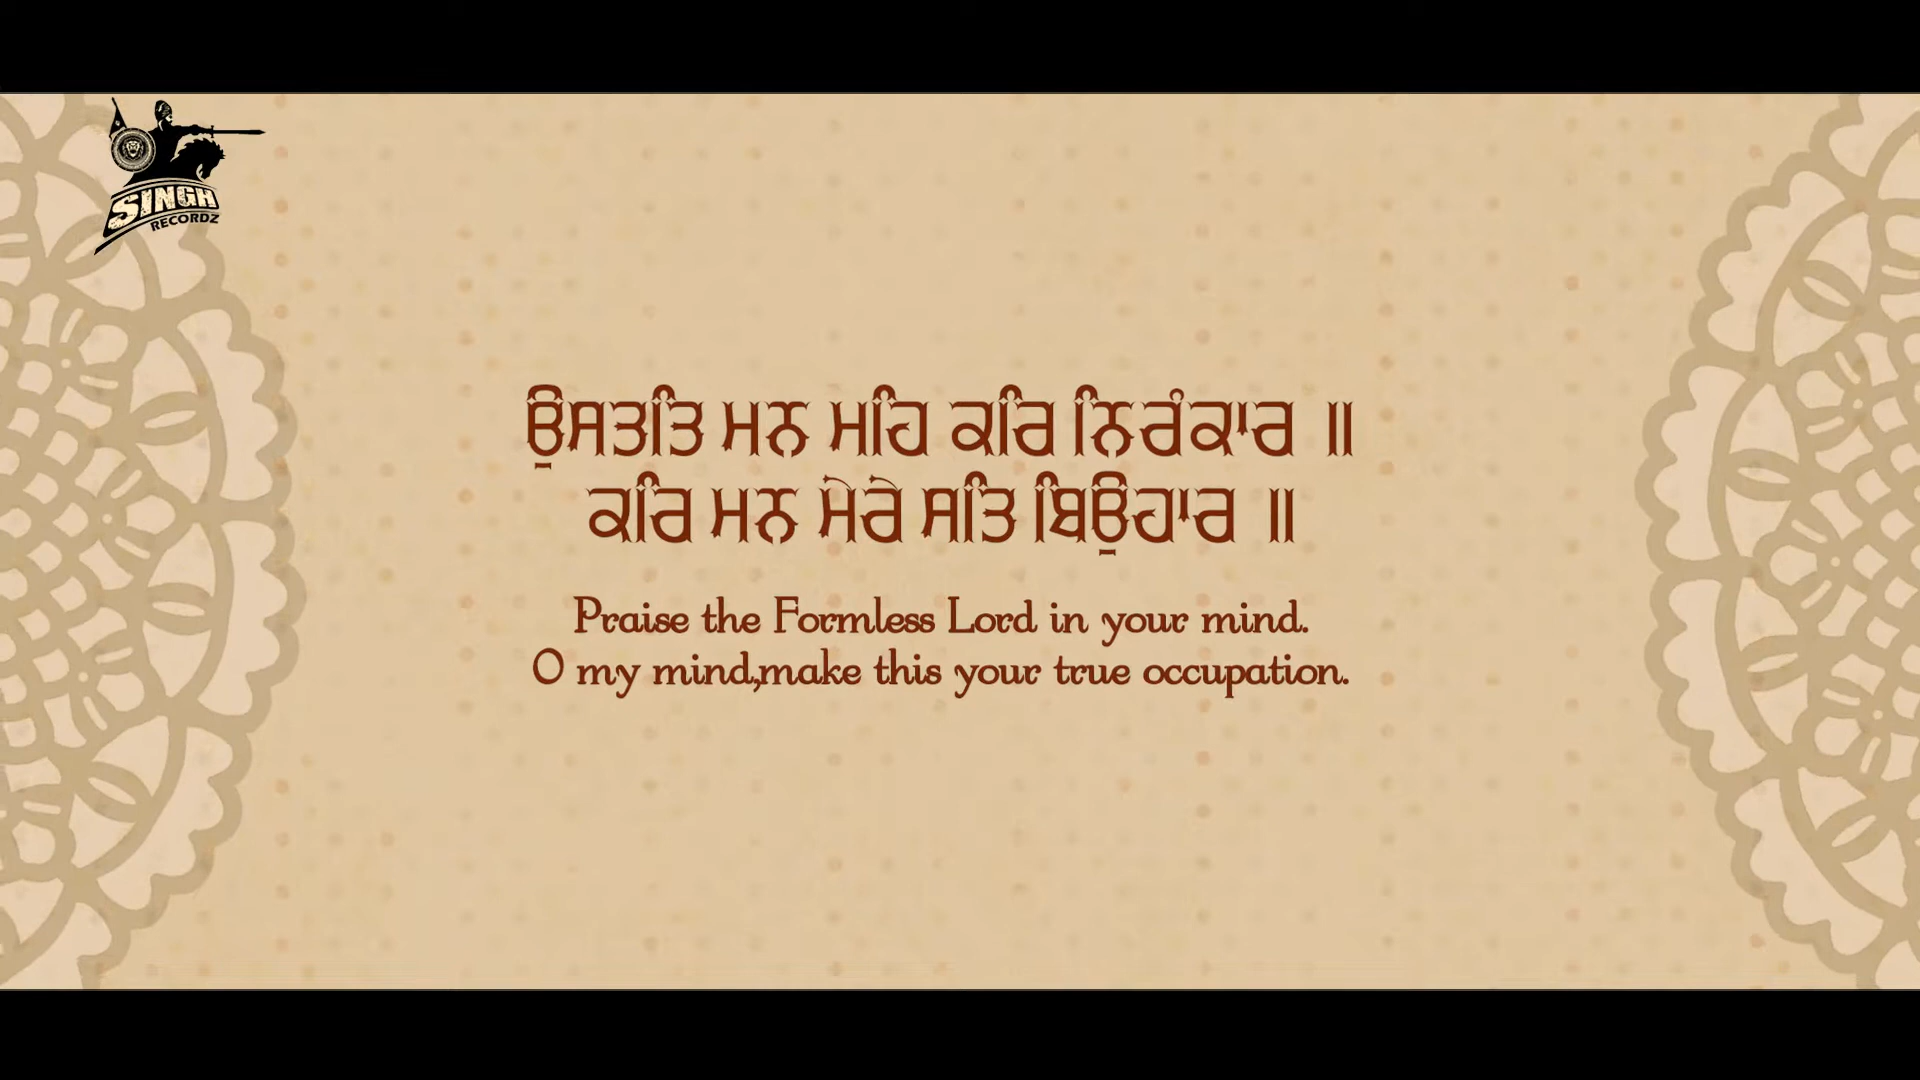 SINGH
RECORDZ
ਉਸਤਤਿ ਮਨ ਮਹਿ ਕਰਿ ਨਿਰੰਕਾਰ ॥
ਕਰਿ ਮਨ ਮੇਰੇ ਸਤਿ ਬਿਉਹਾਰ ॥
Praise the Formless Lord in your mind.
O my mind,make this your true occupation.